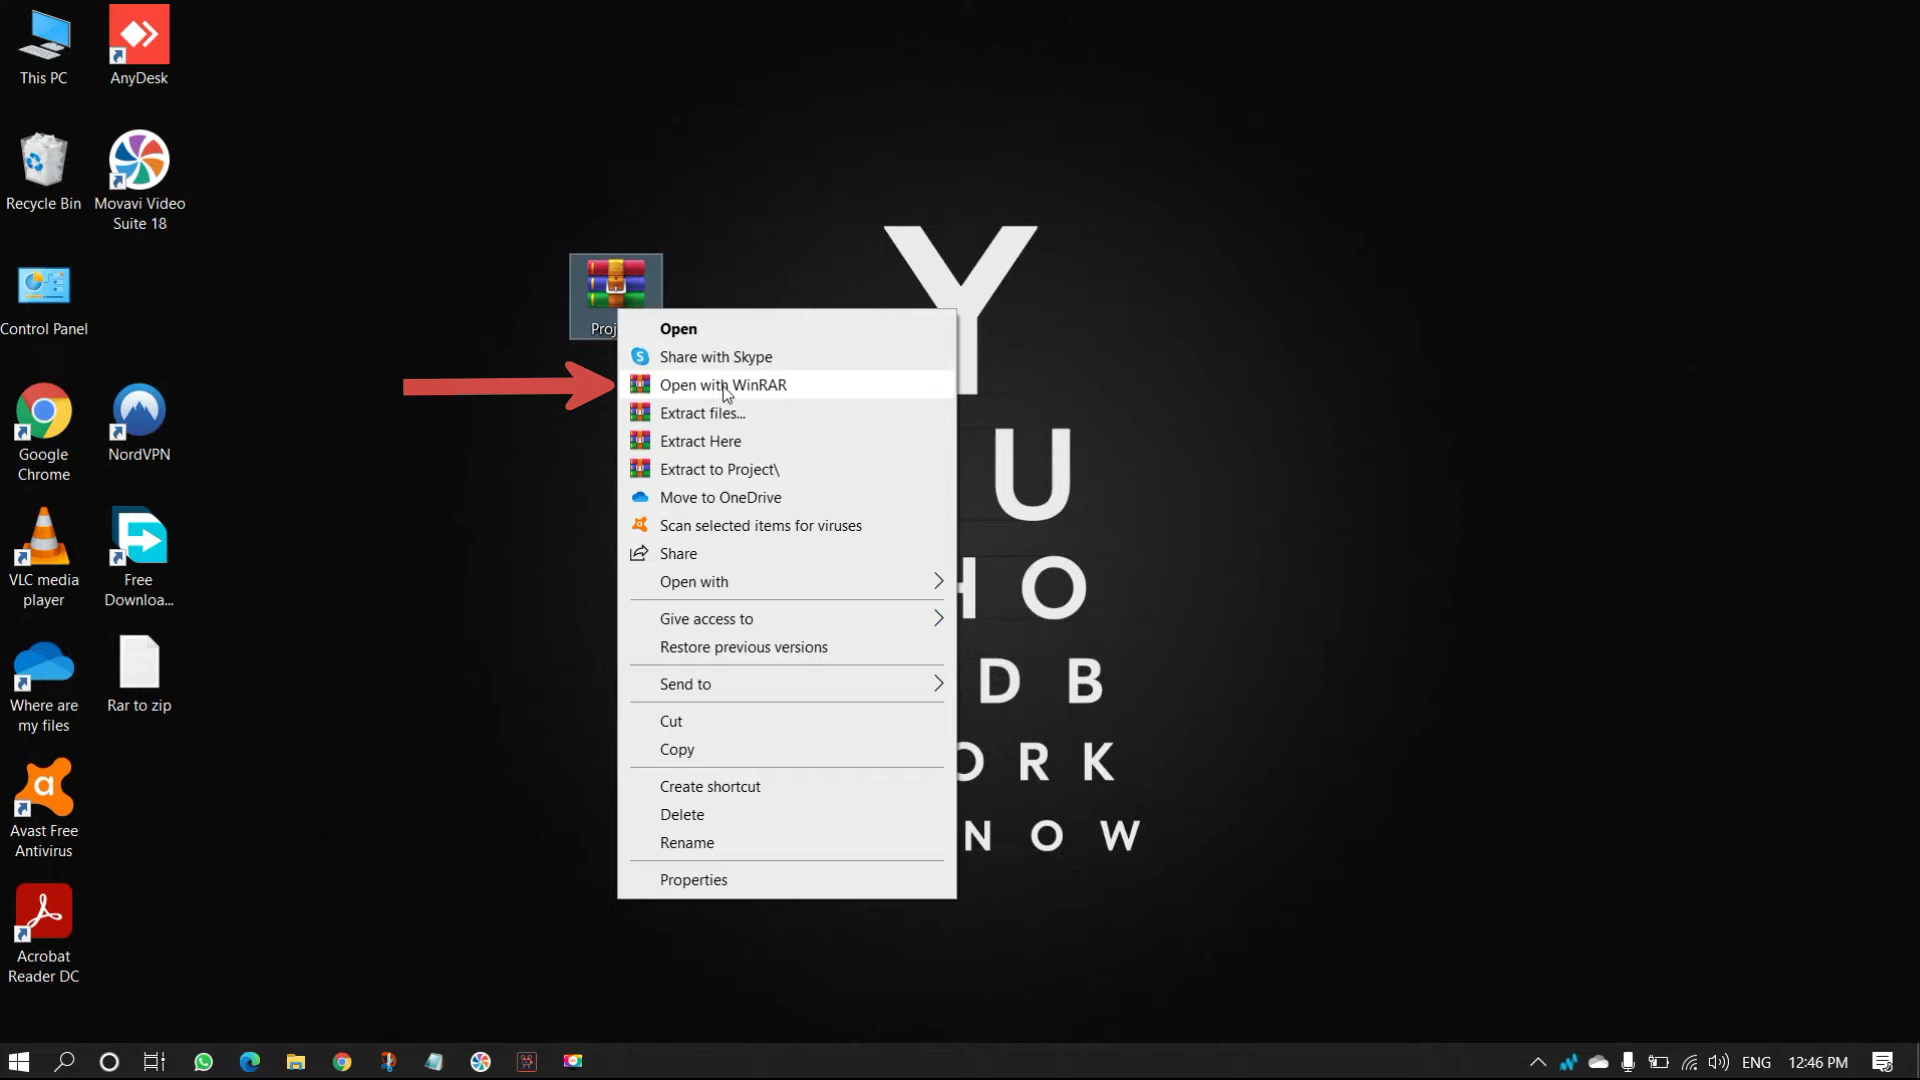 This PC
AnyDesk
Recycle Bin
Movavi Video
Suite 18
Control Panel
Google
Chrome
NordVPN
VLC media
player
Free
Downloa...
Where are
my files
Rar to zip
Avast Free
Antivirus
Acrobat
Reader DC
Proj
Open
Share with Skype
Open with WinRAR
Extract files...
Extract Here
Extract to Project\
Move to OneDrive
Scan selected items for viruses
Share
Open with
Give access to
Restore previous versions
Send to
Cut
Copy
Create shortcut
Delete
Rename
Properties
Y
U
H O
D B
O R K
N O W
ENG
12:46 PM